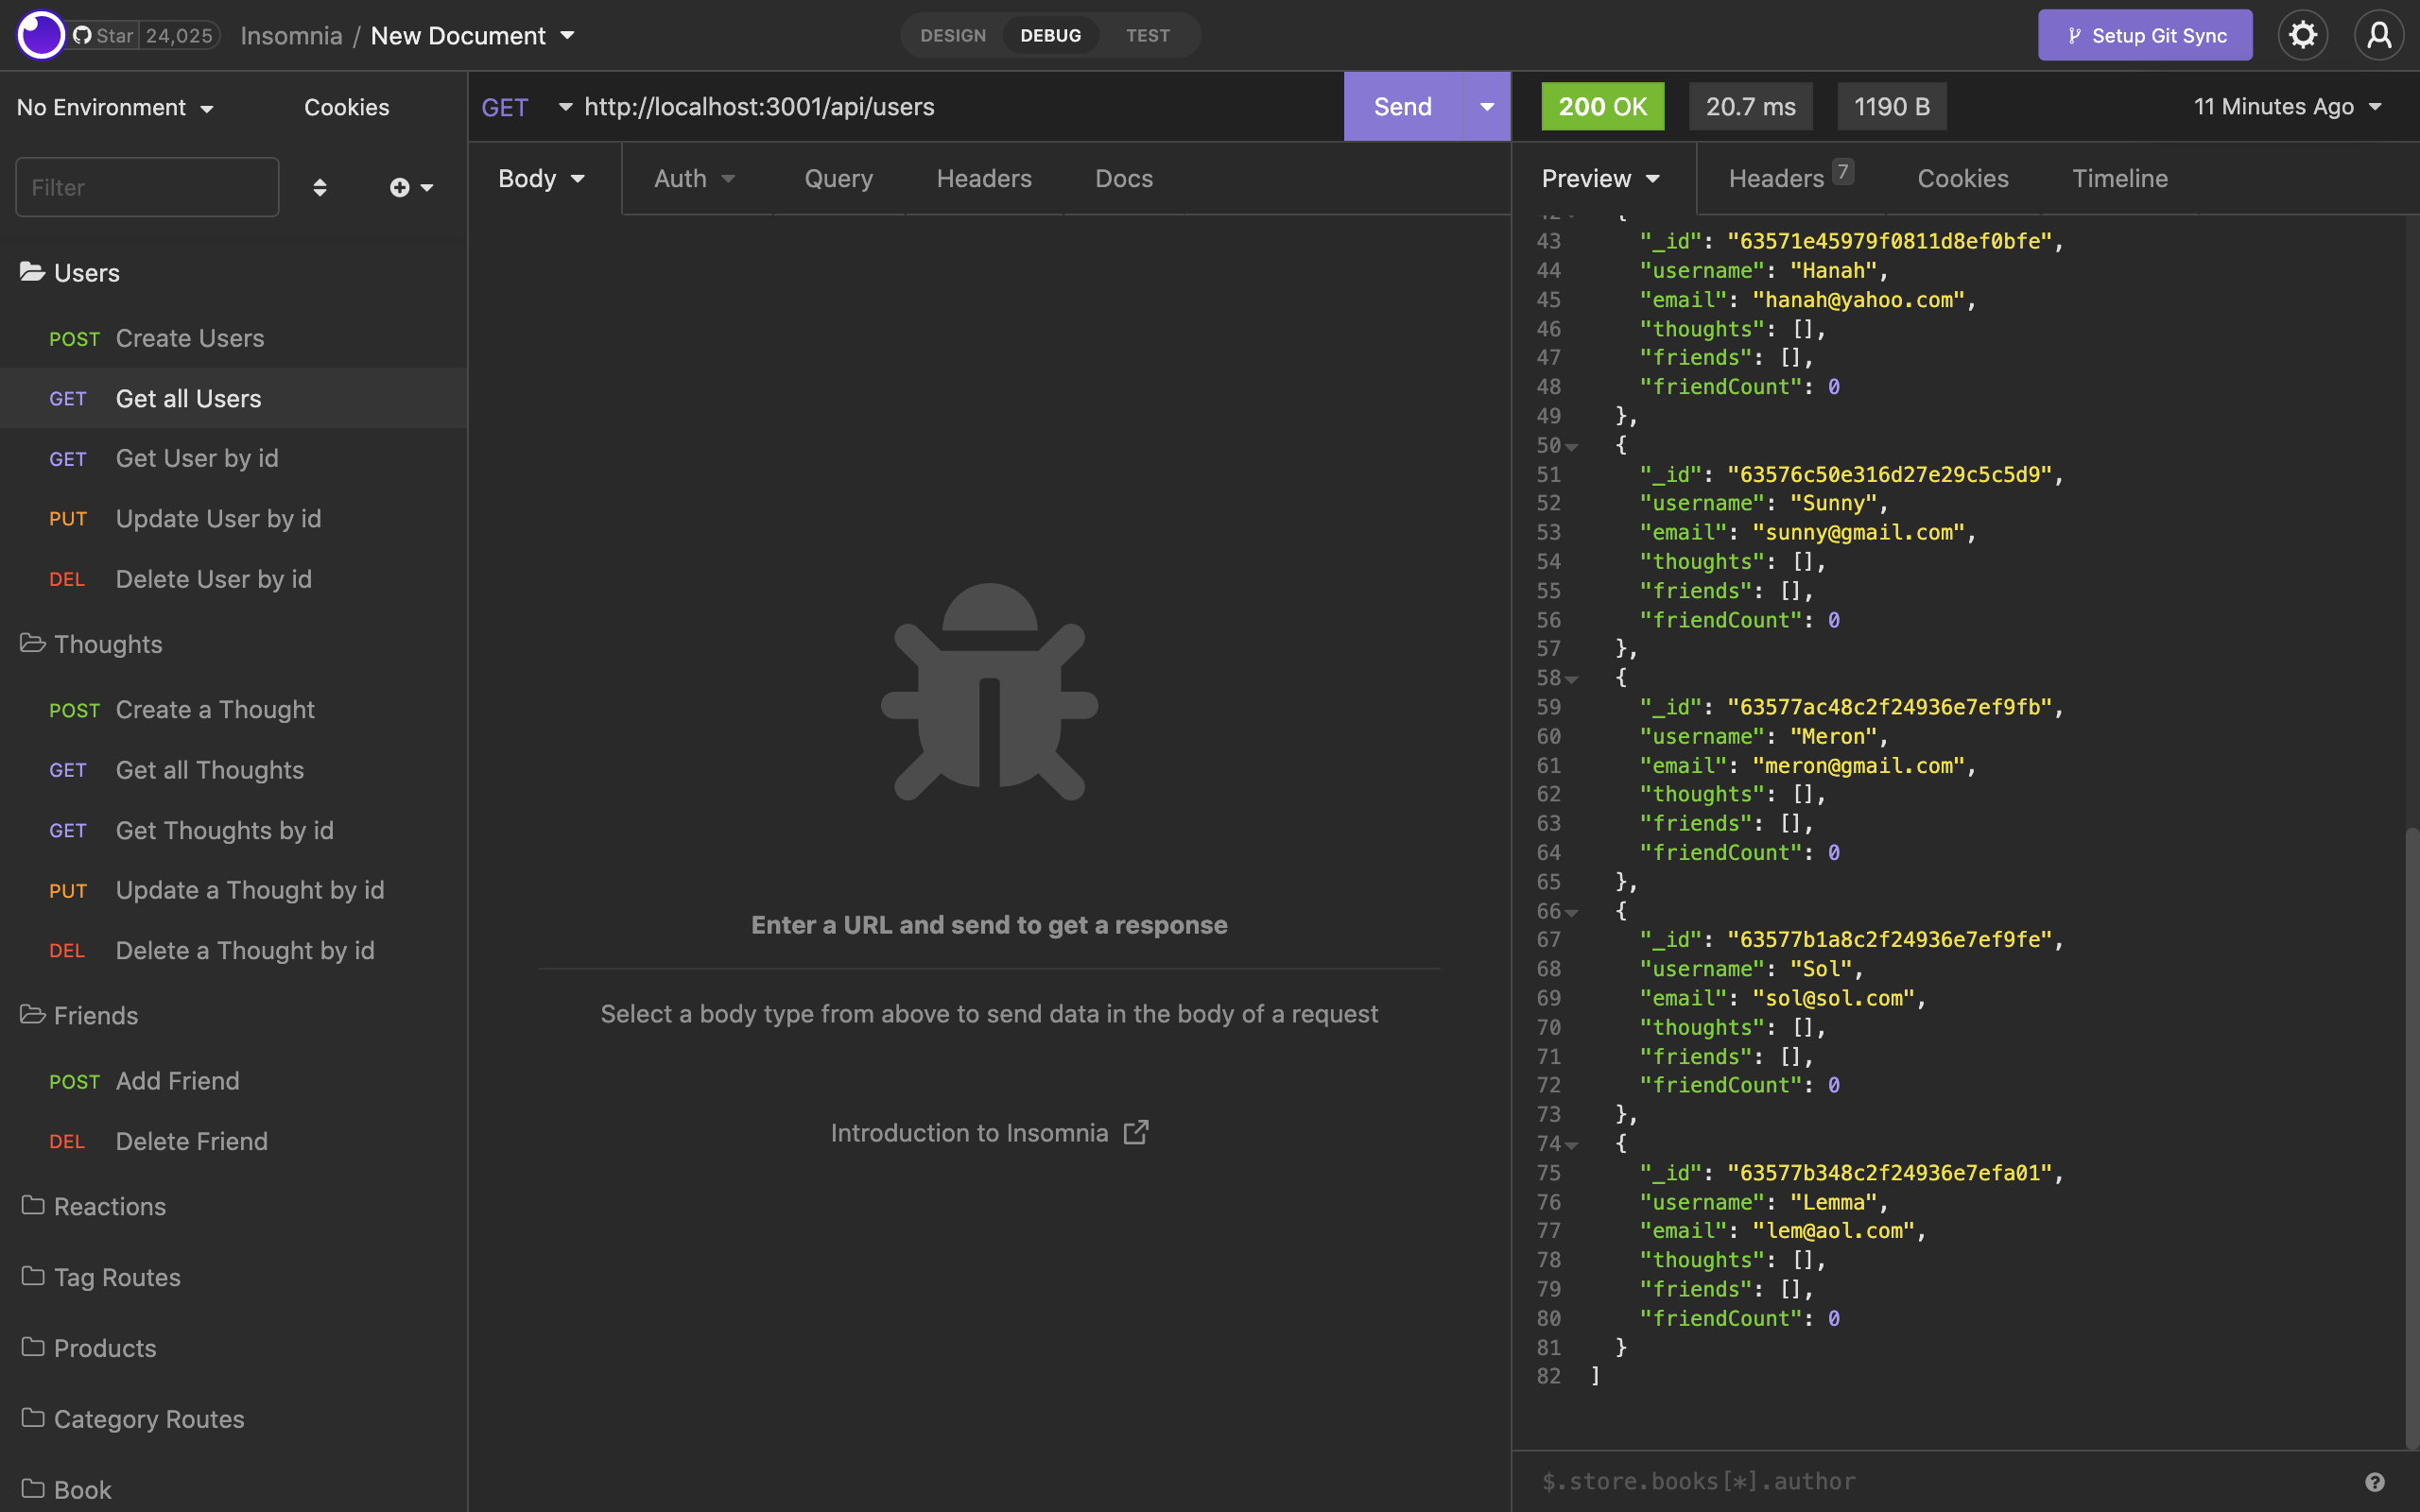 Star 24,025 Insomnia / New Document
DESIGN DEBUG TEST
Setup Git Sync
No Environment Cookies
Filter
Users
POST Create Users
GET Get all Users
GET Get User by id
PUT Update User by id
DEL Delete User by id
Thoughts
POST Create a Thought
GET Get all Thoughts
GET Get Thoughts by id
PUT Update a Thought by id
DEL Delete a Thought by id
Friends
POST Add Friend
DEL Delete Friend
Reactions
Tag Routes
Products
Category Routes
Book
GET http://localhost:3001/api/users Send
Body Auth Query Headers Docs
Enter a URL and send to get a response
Select a body type from above to send data in the body of a request
Introduction to Insomnia
200 OK 20.7 ms 1190 B 11 Minutes Ago
Preview Headers 7 Cookies Timeline
42 {
43 "_id": "63571e45979f0811d8ef0bfe",
44 "username": "Hanah",
45 "email": "hanah@yahoo.com",
46 "thoughts": [],
47 "friends": [],
48 "friendCount": 0
49 },
50 {
51 "_id": "63576c50e316d27e29c5c5d9",
52 "username": "Sunny",
53 "email": "sunny@gmail.com",
54 "thoughts": [],
55 "friends": [],
56 "friendCount": 0
57 },
58 {
59 "_id": "63577ac48c2f24936e7ef9fb",
60 "username": "Meron",
61 "email": "meron@gmail.com",
62 "thoughts": [],
63 "friends": [],
64 "friendCount": 0
65 },
66 {
67 "_id": "63577b1a8c2f24936e7ef9fe",
68 "username": "Sol",
69 "email": "sol@sol.com",
70 "thoughts": [],
71 "friends": [],
72 "friendCount": 0
73 },
74 {
75 "_id": "63577b348c2f24936e7efa01",
76 "username": "Lemma",
77 "email": "lem@aol.com",
78 "thoughts": [],
79 "friends": [],
80 "friendCount": 0
81 }
82 ]
$.store.books[*].author